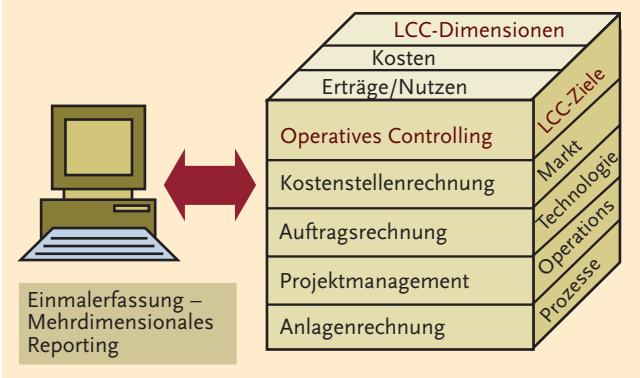 LCC-Dimensionen
Kosten
Erträge/Nutzen
Operatives Controlling
Kostenstellenrechnung
Auftragsrechnung
Projektmanagement
Anlagenrechnung
LCC-Ziele
Markt
Technologie
Operations
Prozesse
Einmalerfassung –
Mehrdimensionales
Reporting